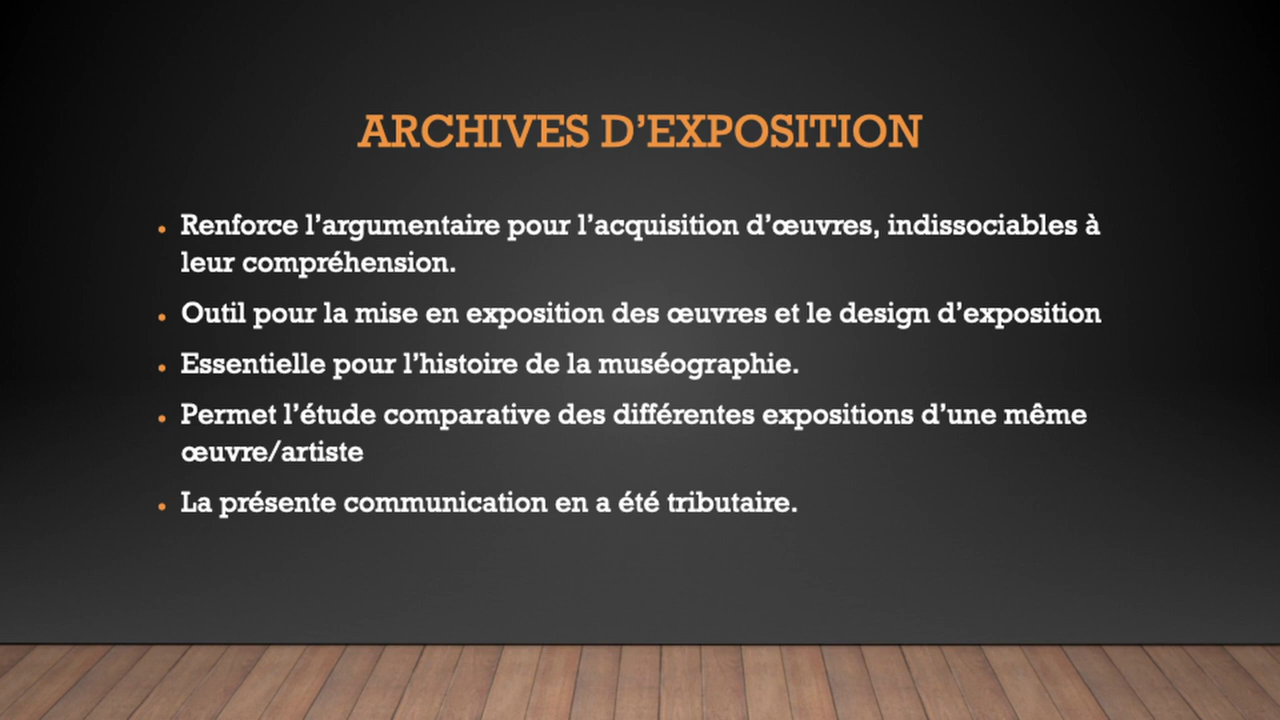 ARCHIVES D’EXPOSITION
• Renforce l’argumentaire pour l’acquisition d’œuvres, indissociables à
leur compréhension.
• Outil pour la mise en exposition des œuvres et le design d’exposition
• Essentielle pour l’histoire de la muséographie.
• Permet l’étude comparative des différentes expositions d’une même
œuvre/artiste
• La présente communication en a été tributaire.